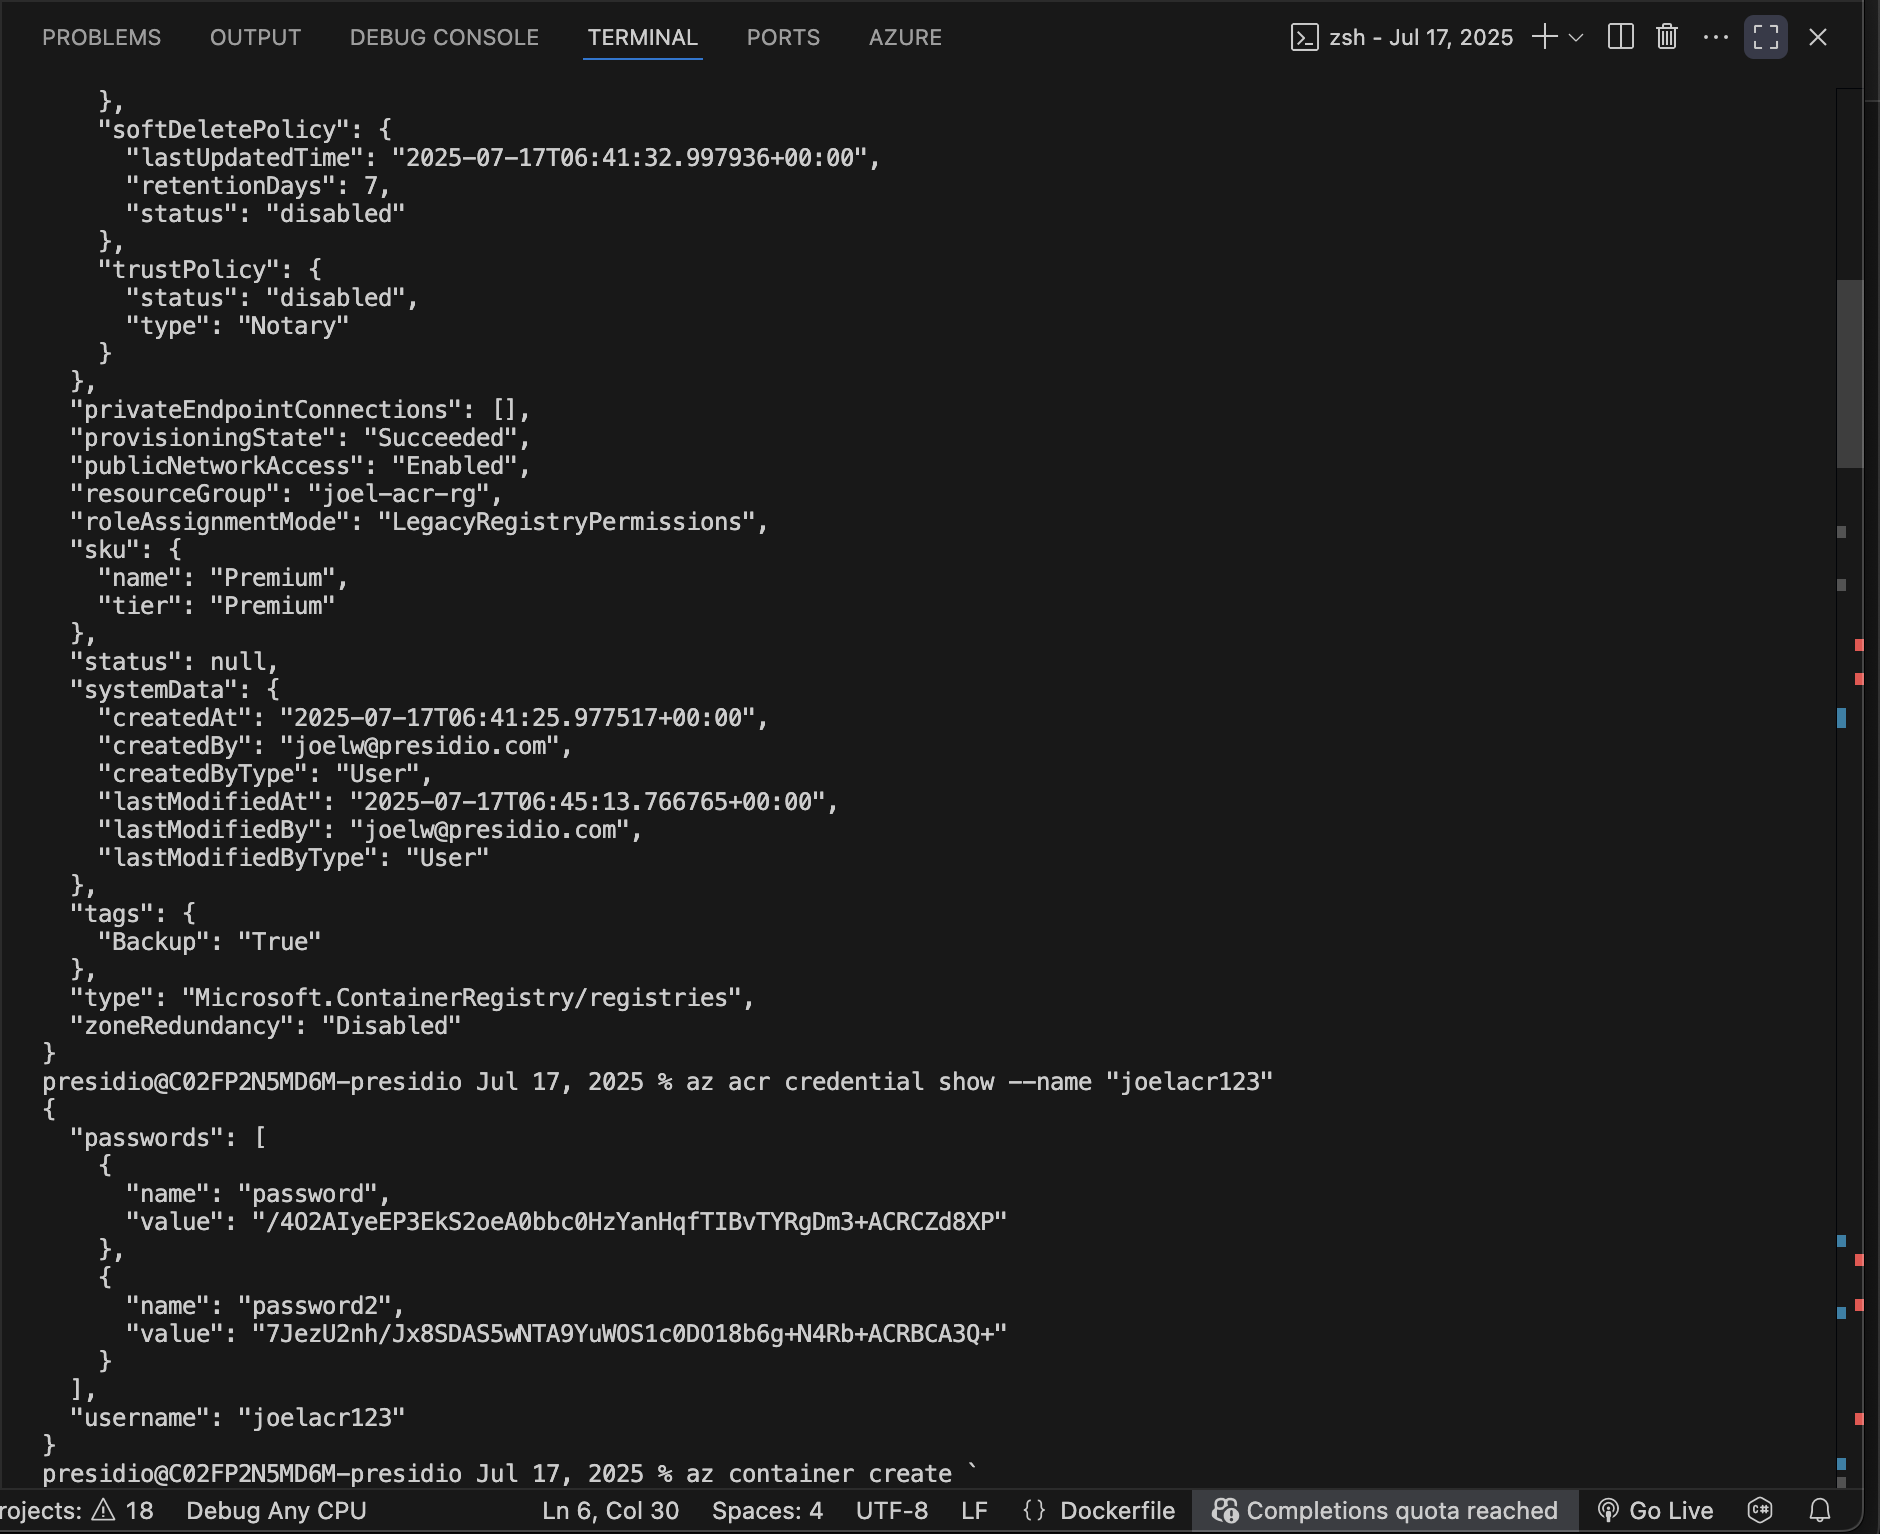 PROBLEMS OUTPUT DEBUG CONSOLE TERMINAL PORTS AZURE zsh - Jul 17, 2025
    },
    "softDeletePolicy": {
      "lastUpdatedTime": "2025-07-17T06:41:32.997936+00:00",
      "retentionDays": 7,
      "status": "disabled"
    },
    "trustPolicy": {
      "status": "disabled",
      "type": "Notary"
    }
  },
  "privateEndpointConnections": [],
  "provisioningState": "Succeeded",
  "publicNetworkAccess": "Enabled",
  "resourceGroup": "joel-acr-rg",
  "roleAssignmentMode": "LegacyRegistryPermissions",
  "sku": {
    "name": "Premium",
    "tier": "Premium"
  },
  "status": null,
  "systemData": {
    "createdAt": "2025-07-17T06:41:25.977517+00:00",
    "createdBy": "joelw@presidio.com",
    "createdByType": "User",
    "lastModifiedAt": "2025-07-17T06:45:13.766765+00:00",
    "lastModifiedBy": "joelw@presidio.com",
    "lastModifiedByType": "User"
  },
  "tags": {
    "Backup": "True"
  },
  "type": "Microsoft.ContainerRegistry/registries",
  "zoneRedundancy": "Disabled"
}
presidio@C02FP2N5MD6M-presidio Jul 17, 2025 % az acr credential show --name "joelacr123"
{
  "passwords": [
    {
      "name": "password",
      "value": "/4O2AIyeEP3EkS2oeA0bbc0HzYanHqfTIBvTYRgDm3+ACRCZd8XP"
    },
    {
      "name": "password2",
      "value": "7JezU2nh/Jx8SDAS5wNTA9YuWOS1c0DO18b6g+N4Rb+ACRBCA3Q+"
    }
  ],
  "username": "joelacr123"
}
presidio@C02FP2N5MD6M-presidio Jul 17, 2025 % az container create `
rojects: 18 Debug Any CPU Ln 6, Col 30 Spaces: 4 UTF-8 LF {} Dockerfile Completions quota reached Go Live